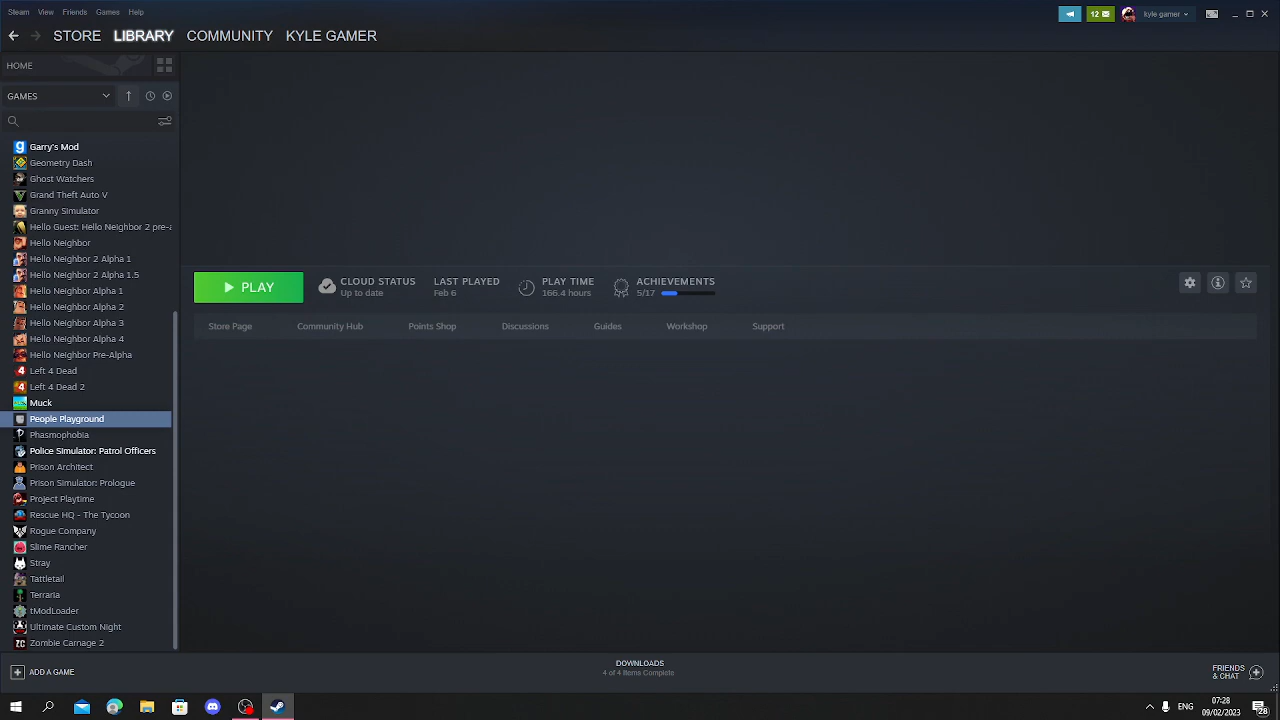 Steam View Friends Games Help
12 kyle gamer
STORE LIBRARY COMMUNITY KYLE GAMER
HOME
GAMES
Garry's Mod
Geometry Dash
Ghost Watchers
Grand Theft Auto V
Granny Simulator
Hello Guest: Hello Neighbor 2 pre-a
Hello Neighbor
Hello Neighbor 2 Alpha 1
Hello Neighbor 2 Alpha 1.5
Hello Neighbor Alpha 1
Hello Neighbor Alpha 2
Hello Neighbor Alpha 3
Hello Neighbor Alpha 4
Hello Neighbor Pre-Alpha
Left 4 Dead
Left 4 Dead 2
Muck
People Playground
Phasmophobia
Police Simulator: Patrol Officers
Prison Architect
Prison Simulator: Prologue
Project Playtime
Rescue HQ - The Tycoon
Rogue Company
Slime Rancher
Stray
Tattletail
Terraria
tModLoader
Ultimate Custom Night
Zombie Carnage 2
PLAY
CLOUD STATUS
Up to date
LAST PLAYED
Feb 6
PLAY TIME
166.4 hours
ACHIEVEMENTS
5/17
Store Page Community Hub Points Shop Discussions Guides Workshop Support
ADD A GAME
DOWNLOADS
4 of 4 Items Complete
FRIENDS
& CHAT
ENG
07:28
09/02/2023
28